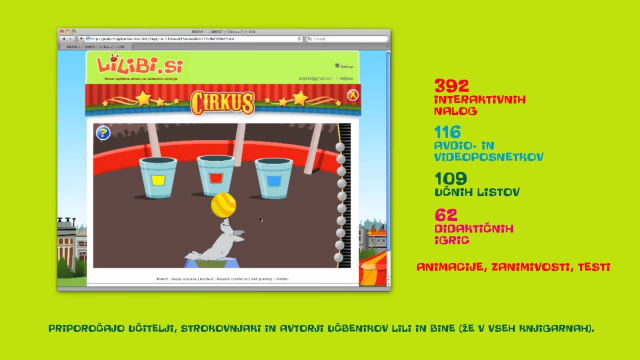 LiLiBi.Si
CIRKUS
392
INTERAKTIVNIH
NALOG
116
AVDIO- IN
VIDEOPOSNETKOV
109
UČNIH LISTOV
62
DIDAKTIČNIH
IGRIC
ANIMACIJE, ZANIMIVOSTI, TESTI
PRIPOROČAJO UČITELJI, STROKOVNJAKI IN AVTORJI UČBENIKOV LILI IN BINE (ŽE V VSEH KNJIGARNAH).